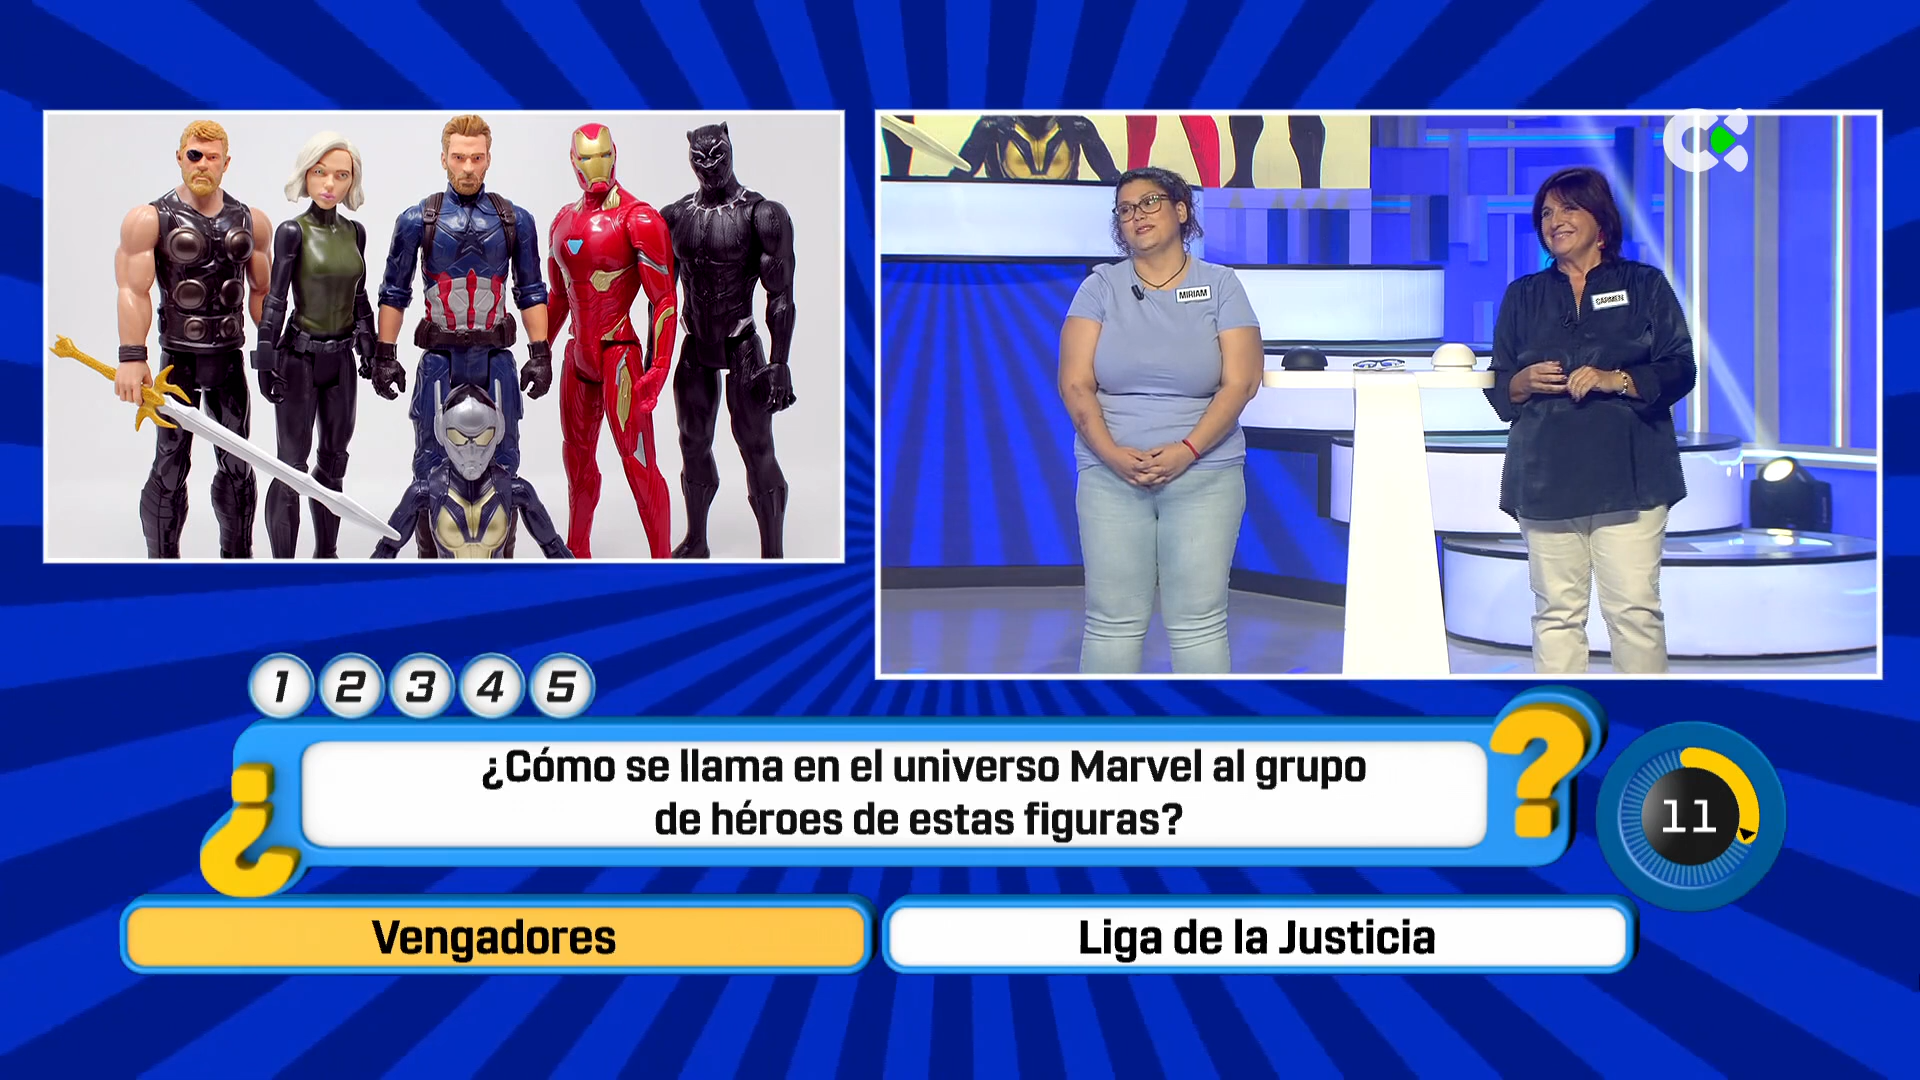 MIRIAM
CARMEN
1 2 3 4 5
¿Cómo se llama en el universo Marvel al grupo
de héroes de estas figuras?
11
Vengadores
Liga de la Justicia